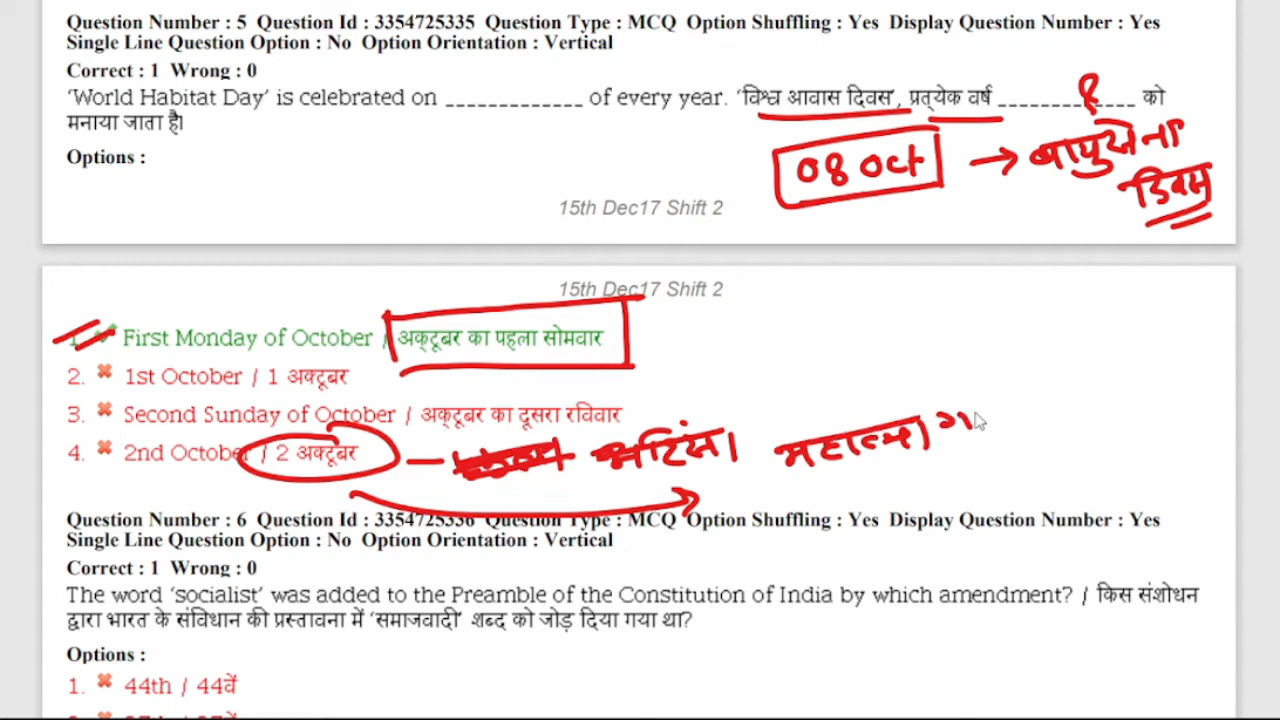 Question Number : 5 Question Id : 3354725335 Question Type : MCQ Option Shuffling : Yes Display Question Number : Yes
Single Line Question Option : No Option Orientation : Vertical
Correct : 1 Wrong : 0
‘World Habitat Day’ is celebrated on _____________ of every year. ‘विश्व आवास दिवस’, प्रत्येक वर्ष _____________ को
मनाया जाता है।
Options :
08 Oct → वायुसेना
दिवस
15th Dec17 Shift 2
15th Dec17 Shift 2
1. ✔ First Monday of October / अक्टूबर का पहला सोमवार
2. ✖ 1st October / 1 अक्टूबर
3. ✖ Second Sunday of October / अक्टूबर का दूसरा रविवार
4. ✖ 2nd October / 2 अक्टूबर – अहिंसा महात्मा ग
Question Number : 6 Question Id : 3354725336 Question Type : MCQ Option Shuffling : Yes Display Question Number : Yes
Single Line Question Option : No Option Orientation : Vertical
Correct : 1 Wrong : 0
The word ‘socialist’ was added to the Preamble of the Constitution of India by which amendment? / किस संशोधन
द्वारा भारत के संविधान की प्रस्तावना में ‘समाजवादी’ शब्द को जोड़ दिया गया था?
Options :
1. ✖ 44th / 44वें